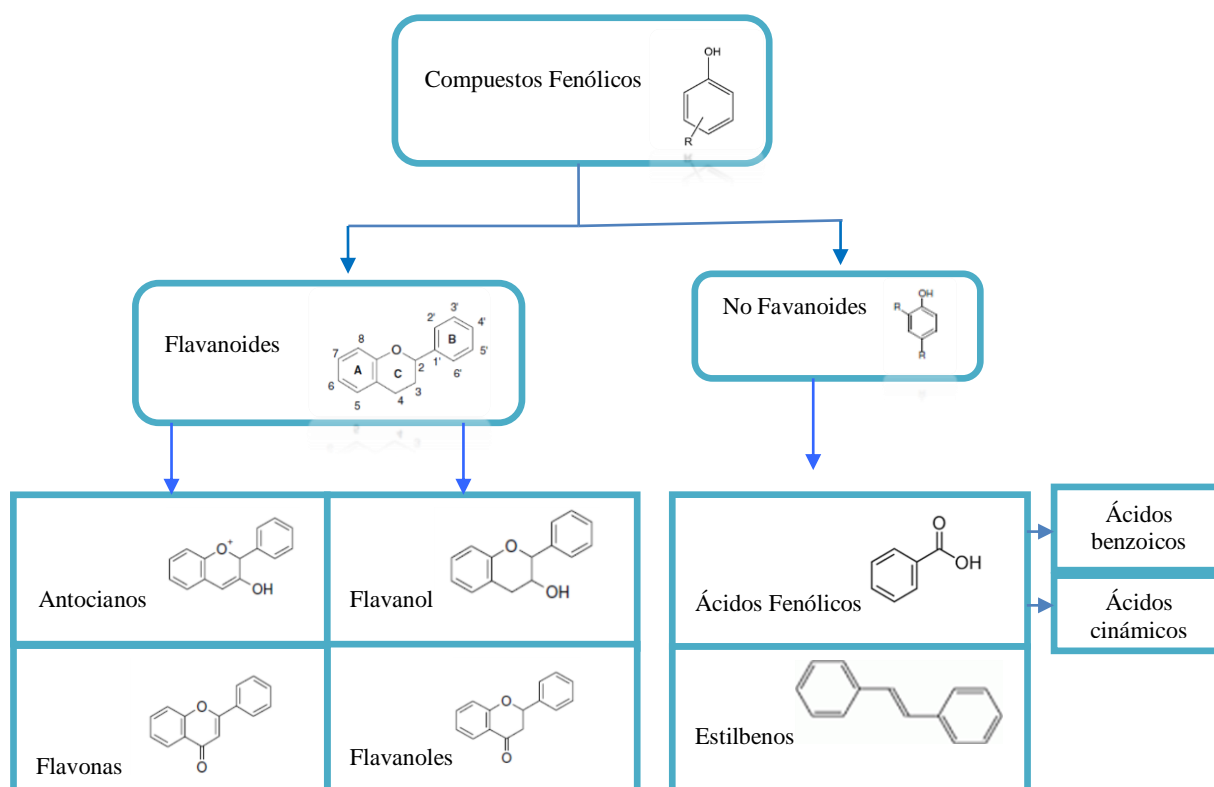 Compuestos Fenólicos
OH
R
Flavanoides
O
A
B
C
2
3
4
5
6
7
8
1'
2'
3'
4'
5'
6'
No Favanoides
OH
R
R
Antocianos
O+
OH
Flavanol
O
OH
Ácidos Fenólicos
O
OH
Ácidos
benzoicos
Ácidos
cinámicos
Flavonas
O
O
Flavanoles
O
O
Estilbenos